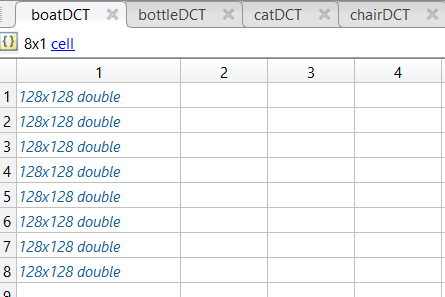 boatDCT bottleDCT catDCT chairDCT
{} 8x1 cell
1 2 3 4
1 128x128 double
2 128x128 double
3 128x128 double
4 128x128 double
5 128x128 double
6 128x128 double
7 128x128 double
8 128x128 double